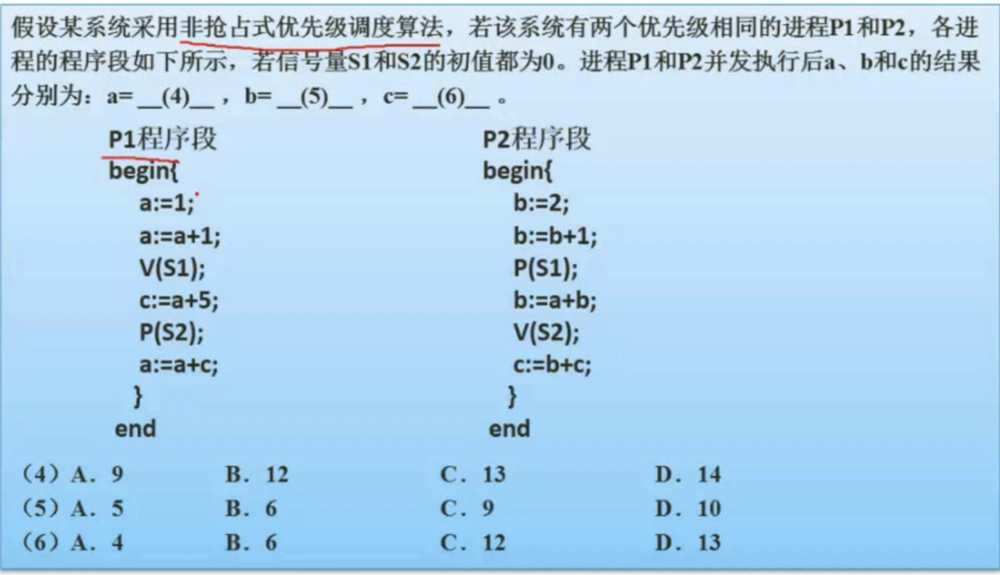 假设某系统采用非抢占式优先级调度算法，若该系统有两个优先级相同的进程P1和P2，各进
程的程序段如下所示，若信号量S1和S2的初值都为0。进程P1和P2并发执行后a、b和c的结果
分别为：a= __(4)__ ，b= __(5)__ ，c= __(6)__ 。
P1程序段 P2程序段
begin{ begin{
a:=1; b:=2;
a:=a+1; b:=b+1;
V(S1); P(S1);
c:=a+5; b:=a+b;
P(S2); V(S2);
a:=a+c; c:=b+c;
} }
end end
（4）A．9 B．12 C．13 D．14
（5）A．5 B．6 C．9 D．10
（6）A．4 B．6 C．12 D．13